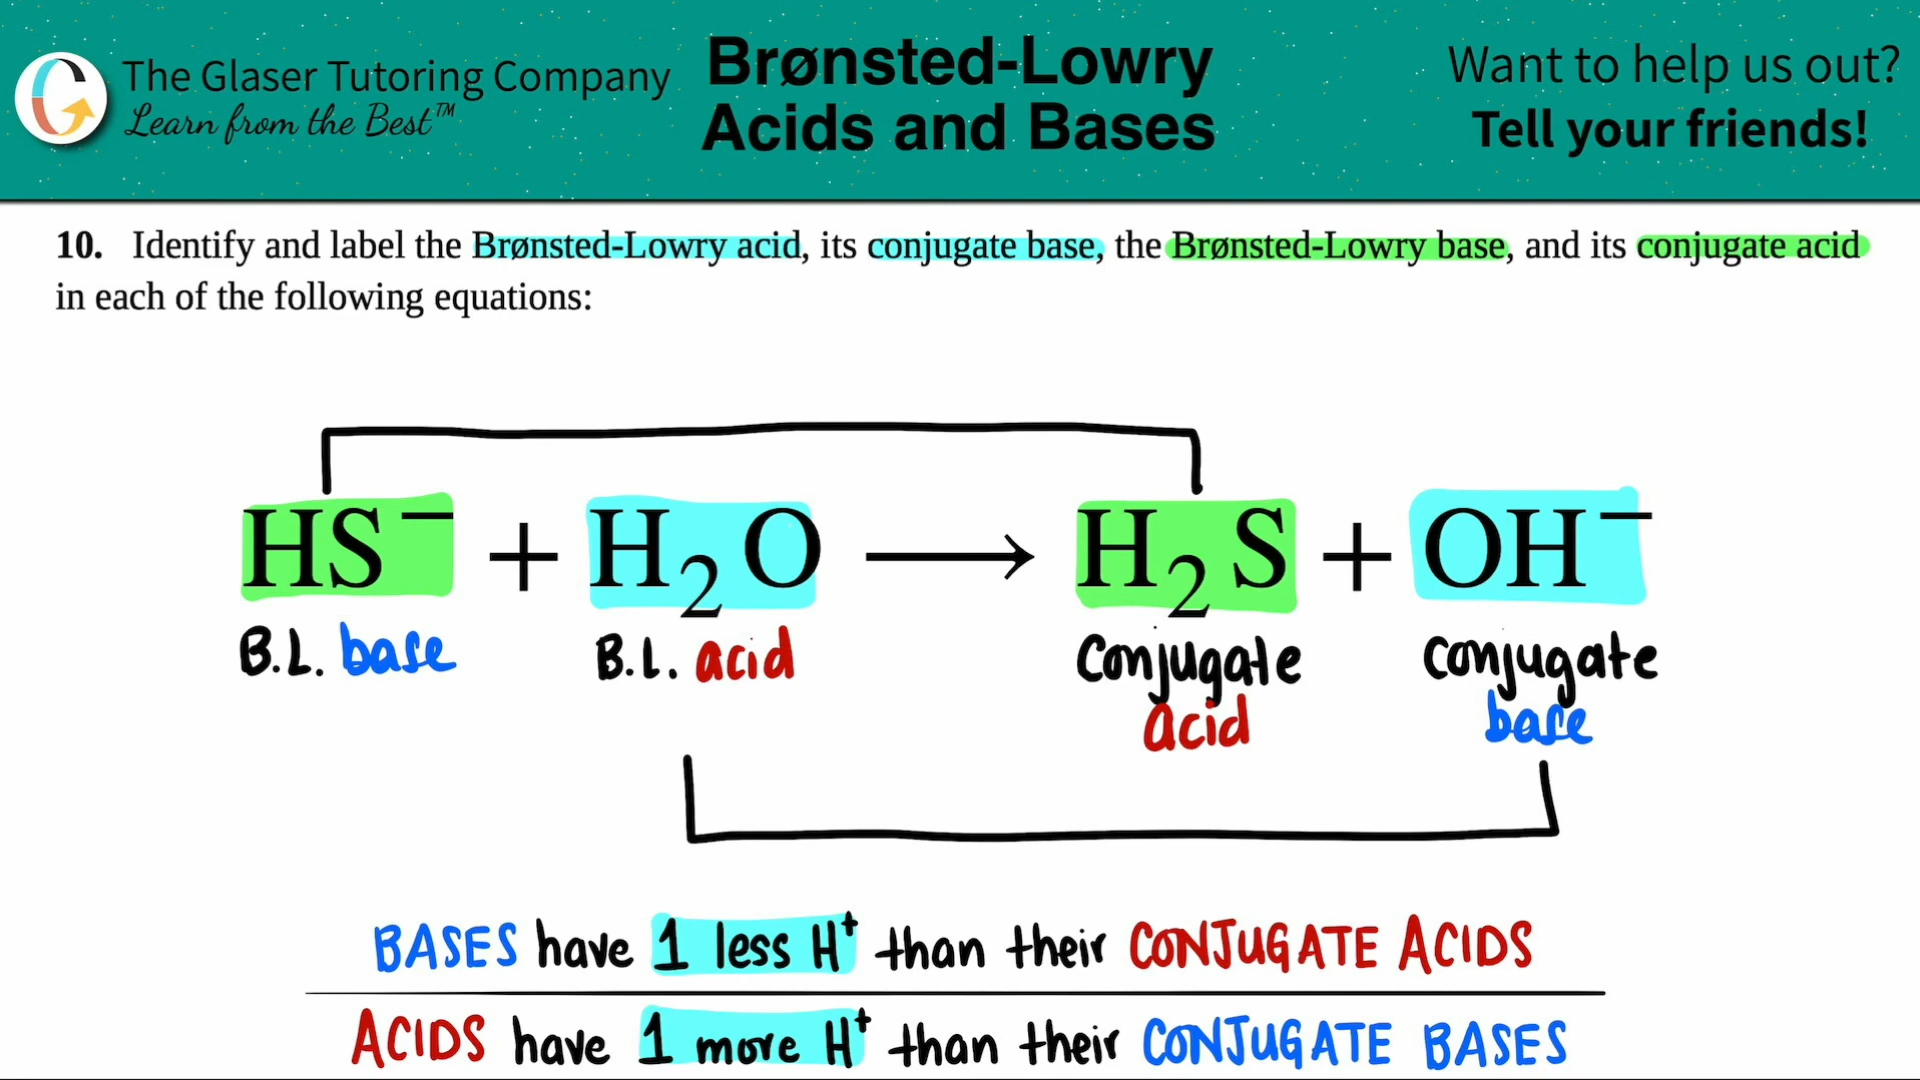 The Glaser Tutoring Company
Learn from the Best™
Brønsted-Lowry
Acids and Bases
Want to help us out?
Tell your friends!
10. Identify and label the Brønsted-Lowry acid, its conjugate base, the Brønsted-Lowry base, and its conjugate acid
in each of the following equations:
HS⁻ + H₂O ⟶ H₂S + OH⁻
B.L. base B.L. acid Conjugate acid conjugate base
BASES have 1 less H⁺ than their CONJUGATE ACIDS
ACIDS have 1 more H⁺ than their CONJUGATE BASES